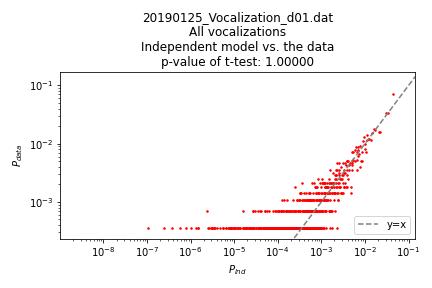 20190125_Vocalization_d01.dat
All vocalizations
Independent model vs. the data
p-value of t-test: 1.00000
10⁻¹
10⁻²
10⁻³
P_data
10⁻⁸ 10⁻⁷ 10⁻⁶ 10⁻⁵ 10⁻⁴ 10⁻³ 10⁻² 10⁻¹
P_ind
y=x